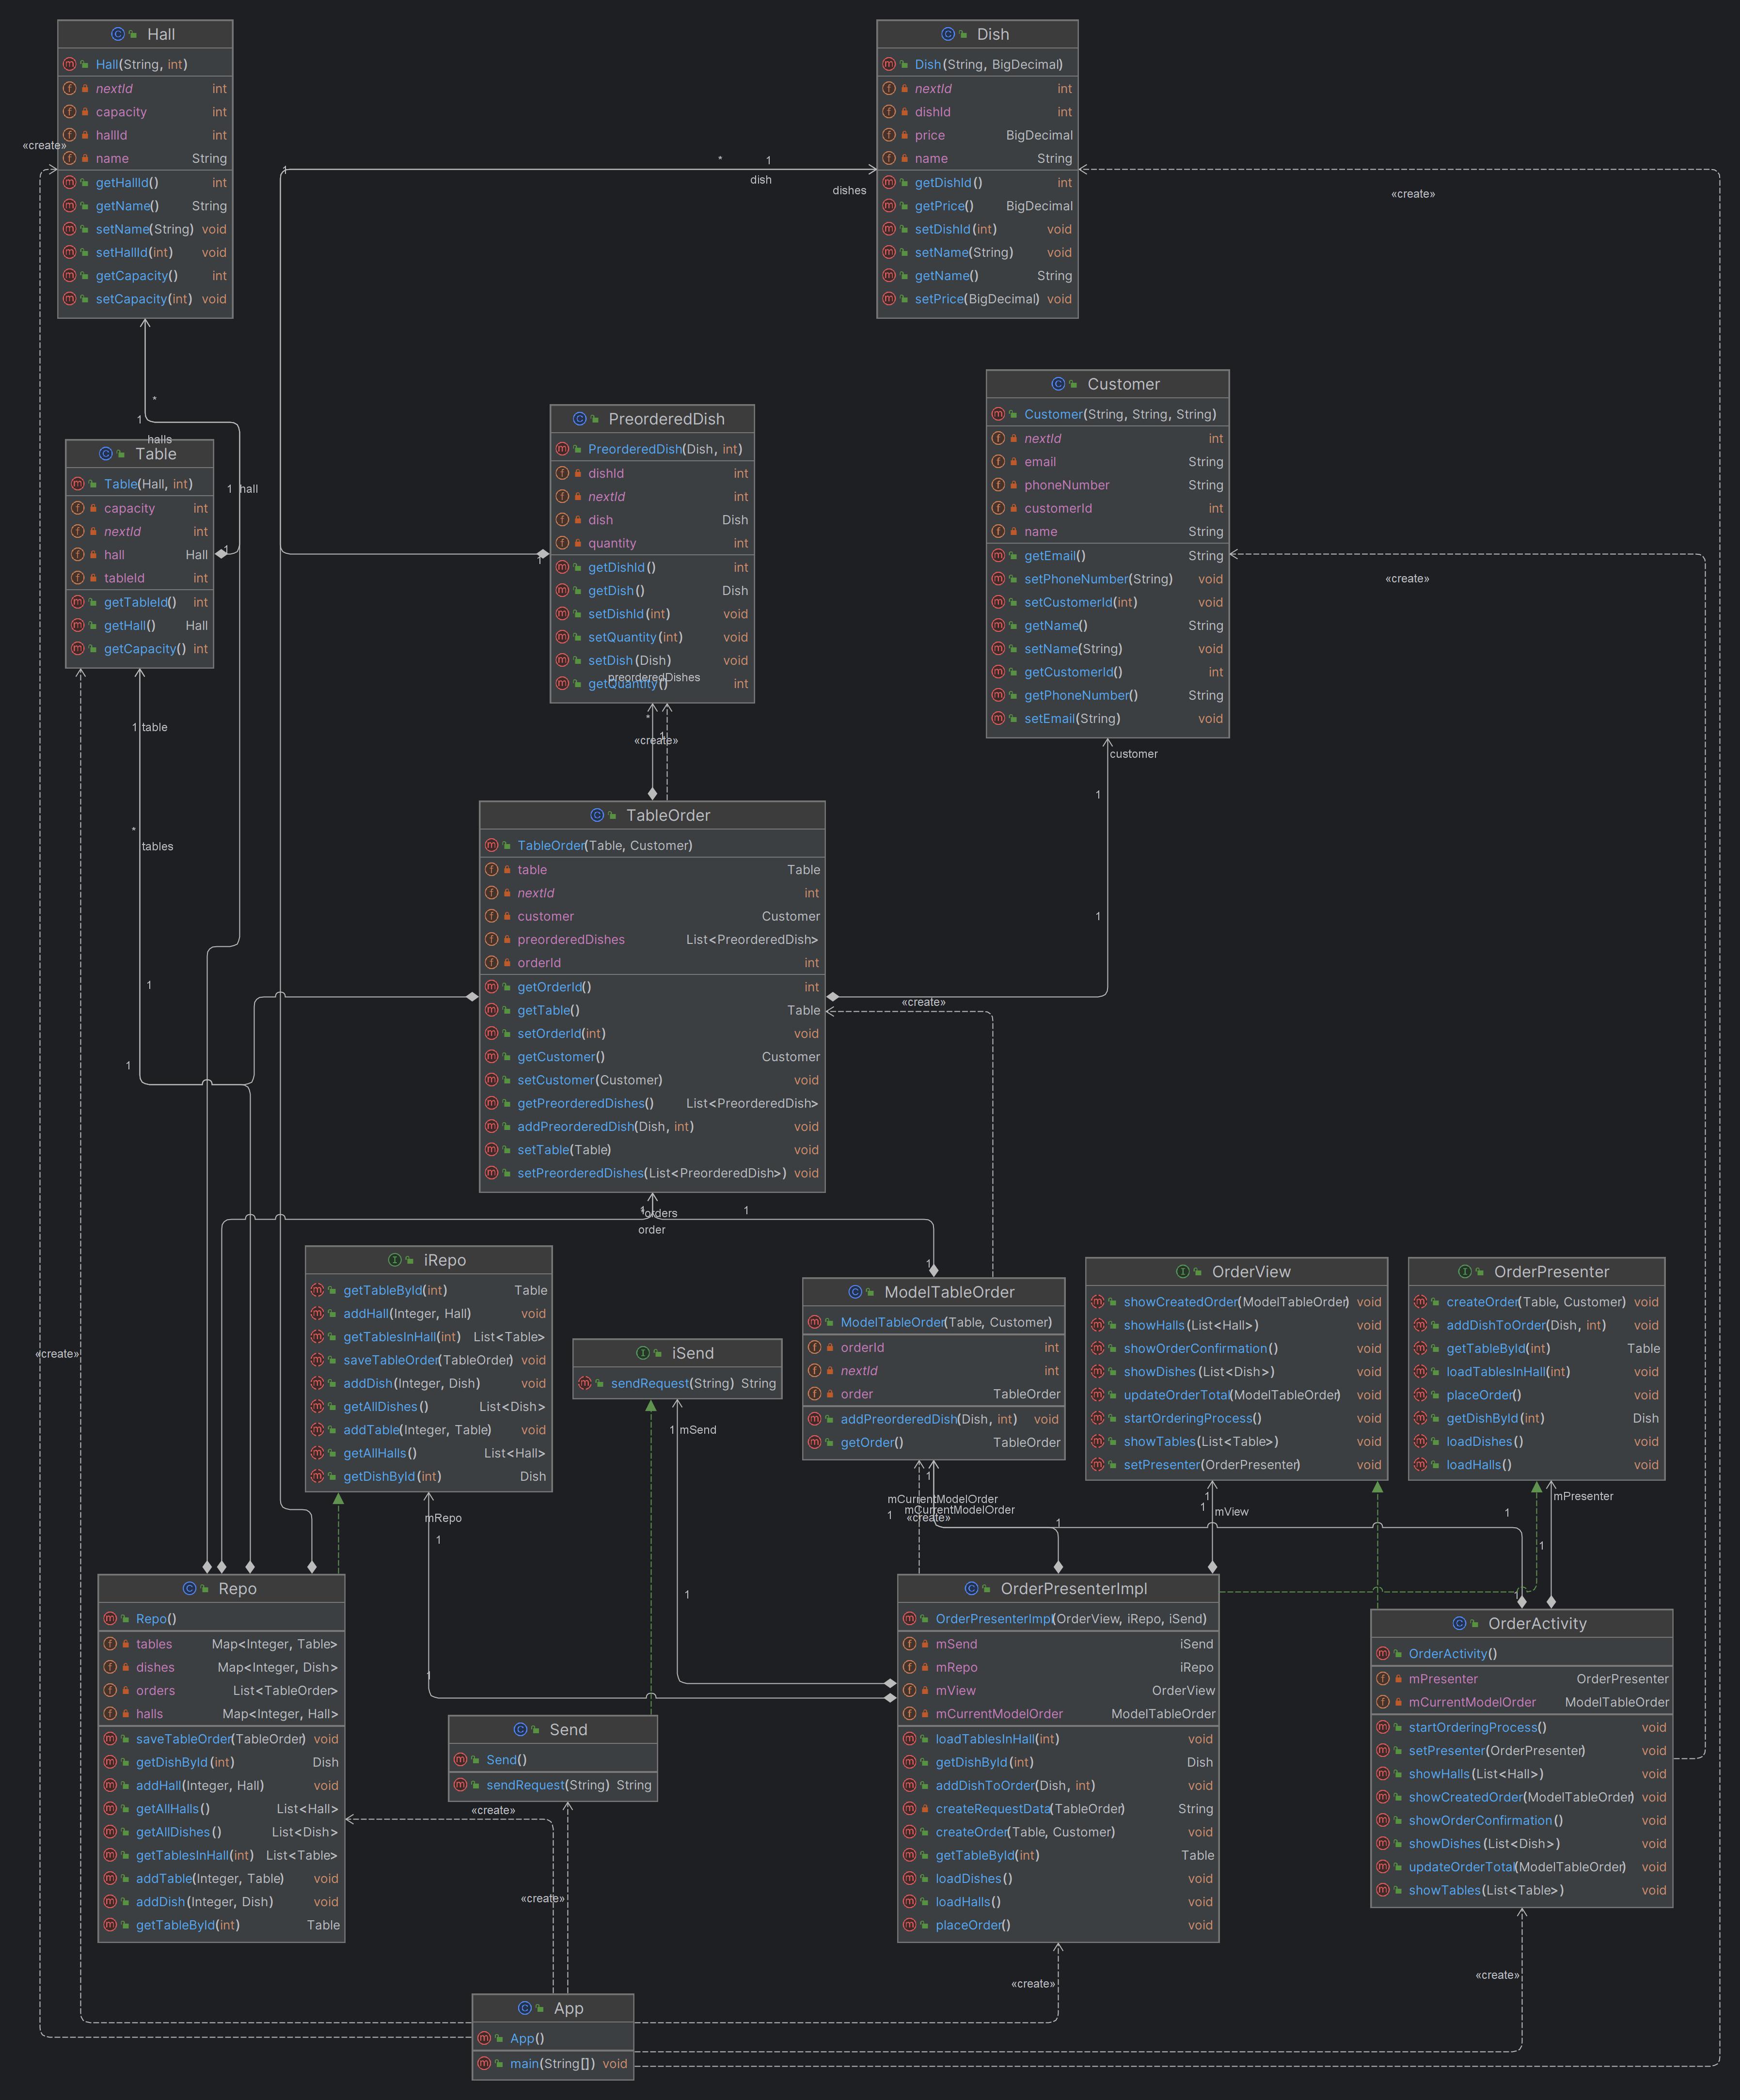 Hall
Hall(String, int)
nextId int
capacity int
hallId int
name String
getHallId() int
getName() String
setName(String) void
setHallId(int) void
getCapacity() int
setCapacity(int) void
«create»
Dish
Dish(String, BigDecimal)
nextId int
dishId int
price BigDecimal
name String
getDishId() int
getPrice() BigDecimal
setDishId(int) void
setName(String) void
getName() String
setPrice(BigDecimal) void
1
* 1
dish
dishes
«create»
*
1
halls
Table
Table(Hall, int)
capacity int
nextId int
hall Hall
tableId int
getTableId() int
getHall() Hall
getCapacity() int
1 hall
1
PreorderedDish
PreorderedDish(Dish, int)
dishId int
nextId int
dish Dish
quantity int
getDishId() int
getDish() Dish
setDishId(int) void
setQuantity(int) void
setDish(Dish) void
getQuantity() int
preorderedDishes
1
*
1
«create»
Customer
Customer(String, String, String)
nextId int
email String
phoneNumber String
customerId int
name String
getEmail() String
setPhoneNumber(String) void
setCustomerId(int) void
getName() String
setName(String) void
getCustomerId() int
getPhoneNumber() String
setEmail(String) void
«create»
customer
1
1
1 table
*
tables
1
1
TableOrder
TableOrder(Table, Customer)
table Table
nextId int
customer Customer
preorderedDishes List<PreorderedDish>
orderId int
getOrderId() int
getTable() Table
setOrderId(int) void
getCustomer() Customer
setCustomer(Customer) void
getPreorderedDishes() List<PreorderedDish>
addPreorderedDish(Dish, int) void
setTable(Table) void
setPreorderedDishes(List<PreorderedDish>) void
«create»
1
*
orders
order
1
iRepo
getTableById(int) Table
addHall(Integer, Hall) void
getTablesInHall(int) List<Table>
saveTableOrder(TableOrder) void
addDish(Integer, Dish) void
getAllDishes() List<Dish>
addTable(Integer, Table) void
getAllHalls() List<Hall>
getDishById(int) Dish
«create»
iSend
sendRequest(String) String
1 mSend
1
ModelTableOrder
ModelTableOrder(Table, Customer)
orderId int
nextId int
order TableOrder
addPreorderedDish(Dish, int) void
getOrder() TableOrder
OrderView
showCreatedOrder(ModelTableOrder) void
showHalls(List<Hall>) void
showOrderConfirmation() void
showDishes(List<Dish>) void
updateOrderTotal(ModelTableOrder) void
startOrderingProcess() void
showTables(List<Table>) void
setPresenter(OrderPresenter) void
OrderPresenter
createOrder(Table, Customer) void
addDishToOrder(Dish, int) void
getTableById(int) Table
loadTablesInHall(int) void
placeOrder() void
getDishById(int) Dish
loadDishes() void
loadHalls() void
1
mCurrentModelOrder
mCurrentModelOrder
1
«create»
1
1
1
mView
1
mPresenter
1
1
mRepo
1
1
1
Repo
Repo()
tables Map<Integer, Table>
dishes Map<Integer, Dish>
orders List<TableOrder>
halls Map<Integer, Hall>
saveTableOrder(TableOrder) void
getDishById(int) Dish
addHall(Integer, Hall) void
getAllHalls() List<Hall>
getAllDishes() List<Dish>
getTablesInHall(int) List<Table>
addTable(Integer, Table) void
addDish(Integer, Dish) void
getTableById(int) Table
Send
Send()
sendRequest(String) String
«create»
«create»
OrderPresenterImpl
OrderPresenterImpl(OrderView, iRepo, iSend)
mSend iSend
mRepo iRepo
mView OrderView
mCurrentModelOrder ModelTableOrder
loadTablesInHall(int) void
getDishById(int) Dish
addDishToOrder(Dish, int) void
createRequestData(TableOrder) String
createOrder(Table, Customer) void
getTableById(int) Table
loadDishes() void
loadHalls() void
placeOrder() void
«create»
OrderActivity
OrderActivity()
mPresenter OrderPresenter
mCurrentModelOrder ModelTableOrder
startOrderingProcess() void
setPresenter(OrderPresenter) void
showHalls(List<Hall>) void
showCreatedOrder(ModelTableOrder) void
showOrderConfirmation() void
showDishes(List<Dish>) void
updateOrderTotal(ModelTableOrder) void
showTables(List<Table>) void
1
«create»
App
App()
main(String[]) void